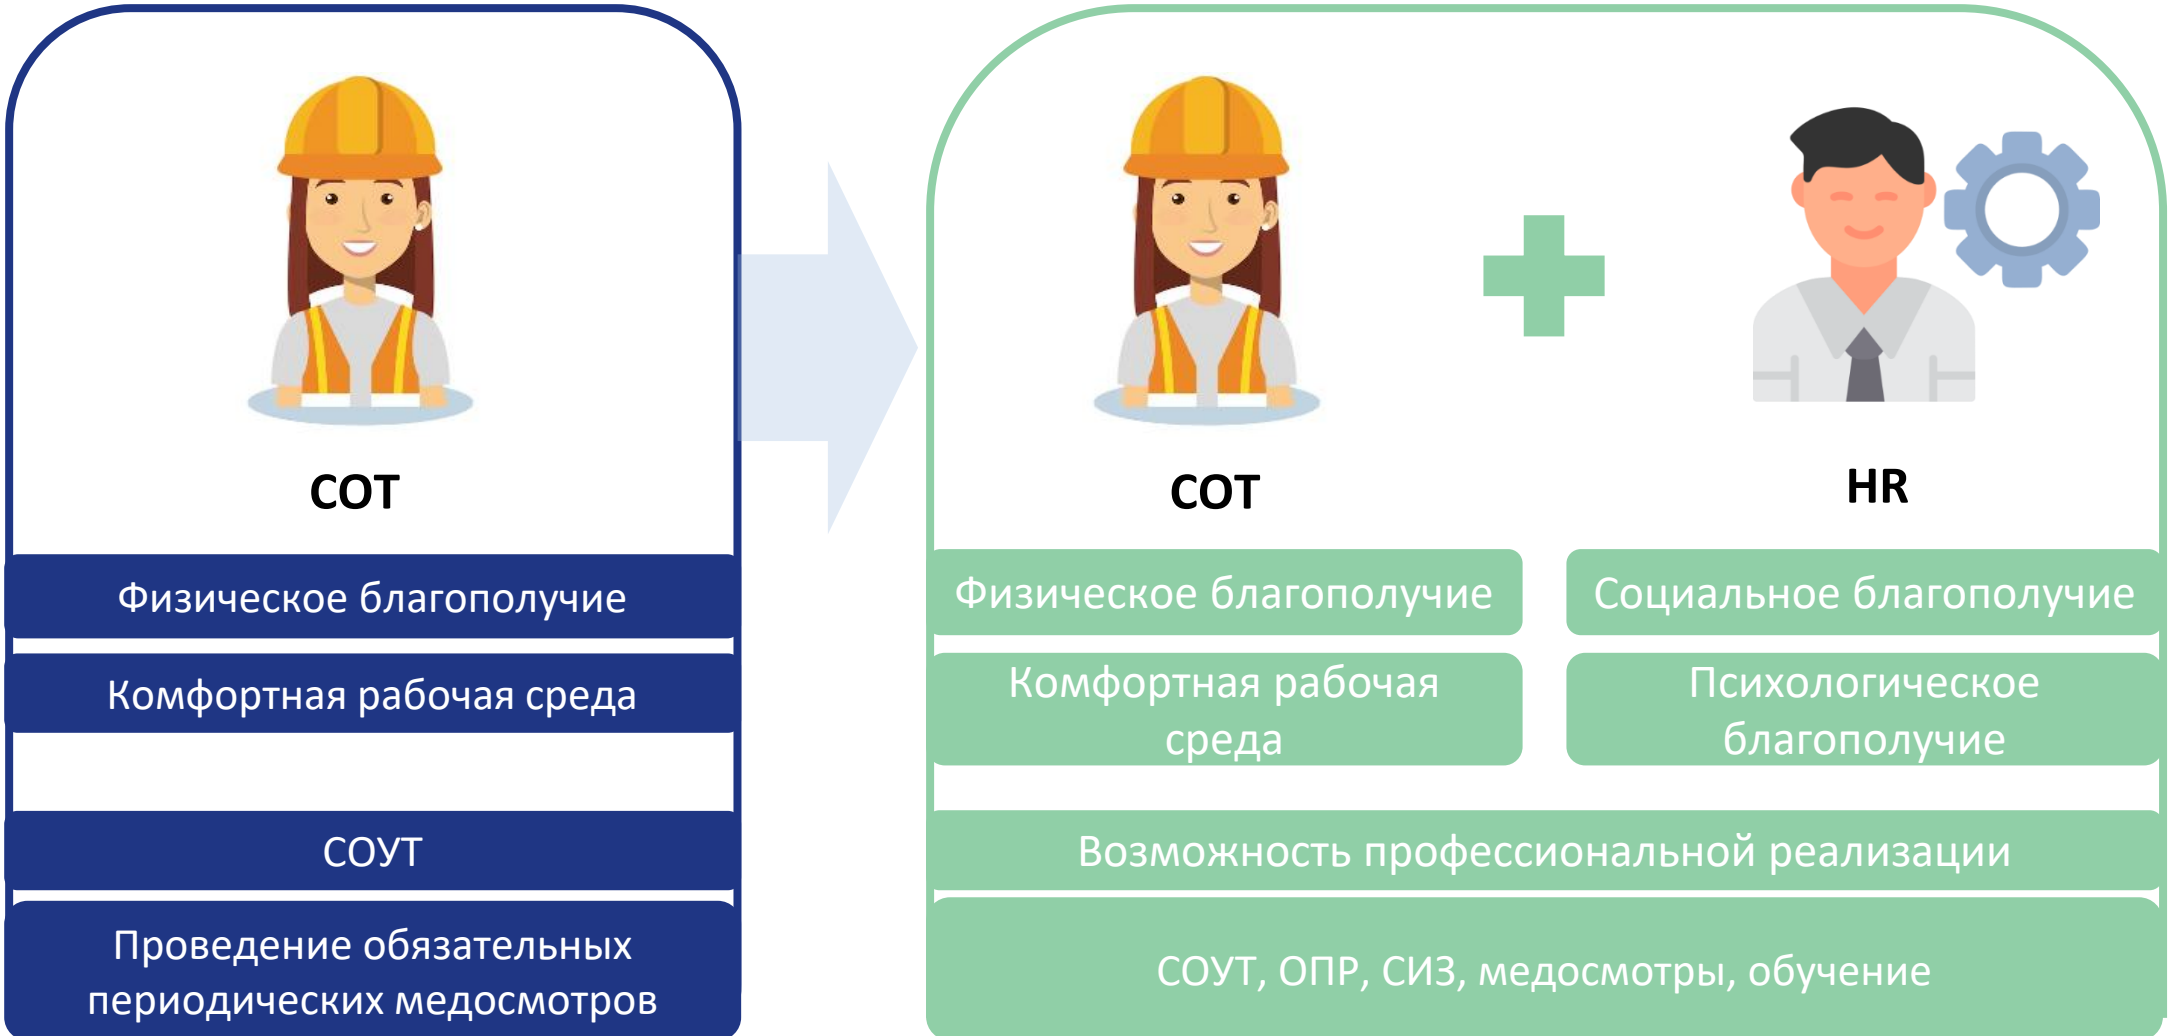 СОТ
Физическое благополучие
Комфортная рабочая среда
СОУТ
Проведение обязательных
периодических медосмотров
СОТ
HR
Физическое благополучие
Социальное благополучие
Комфортная рабочая
среда
Психологическое
благополучие
Возможность профессиональной реализации
СОУТ, ОПР, СИЗ, медосмотры, обучение